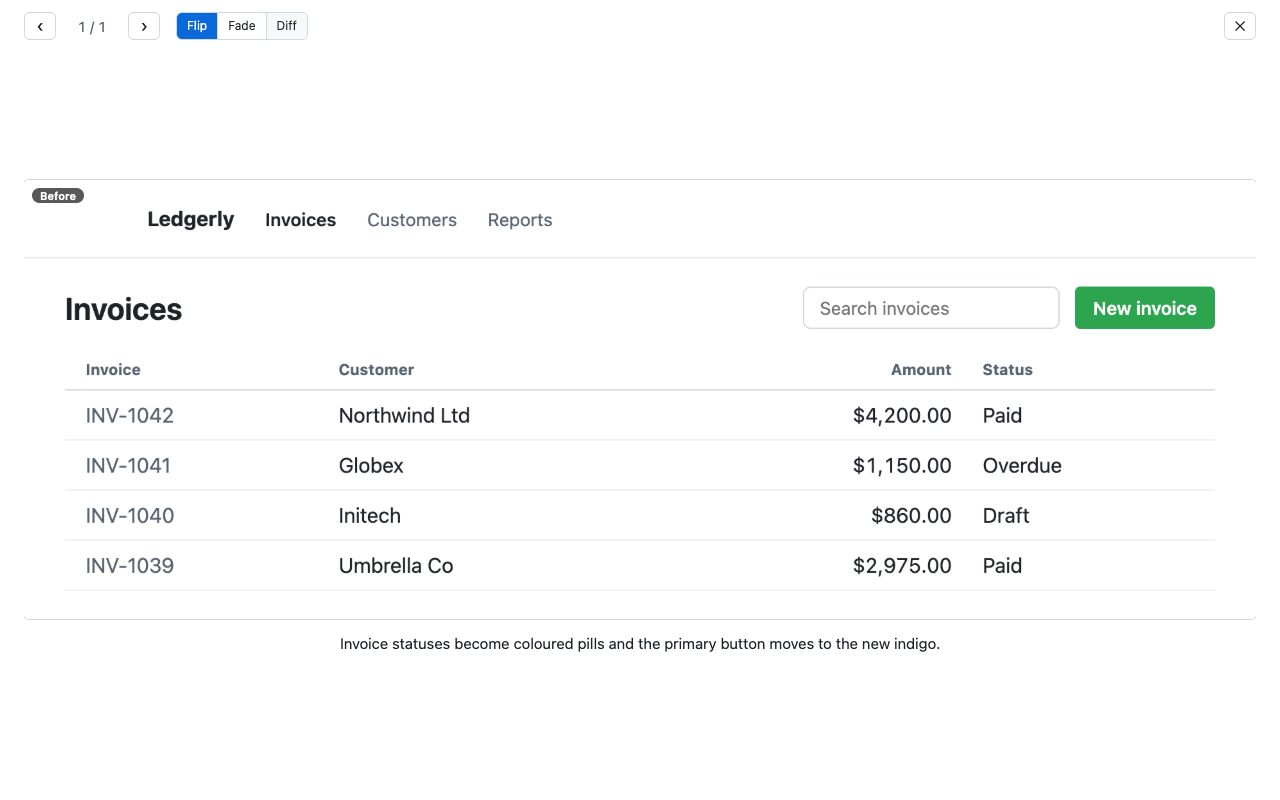 ‹ 1 / 1 › Flip Fade Diff ×
Before
Ledgerly Invoices Customers Reports
Invoices Search invoices New invoice
Invoice Customer Amount Status
INV-1042 Northwind Ltd $4,200.00 Paid
INV-1041 Globex $1,150.00 Overdue
INV-1040 Initech $860.00 Draft
INV-1039 Umbrella Co $2,975.00 Paid
Invoice statuses become coloured pills and the primary button moves to the new indigo.